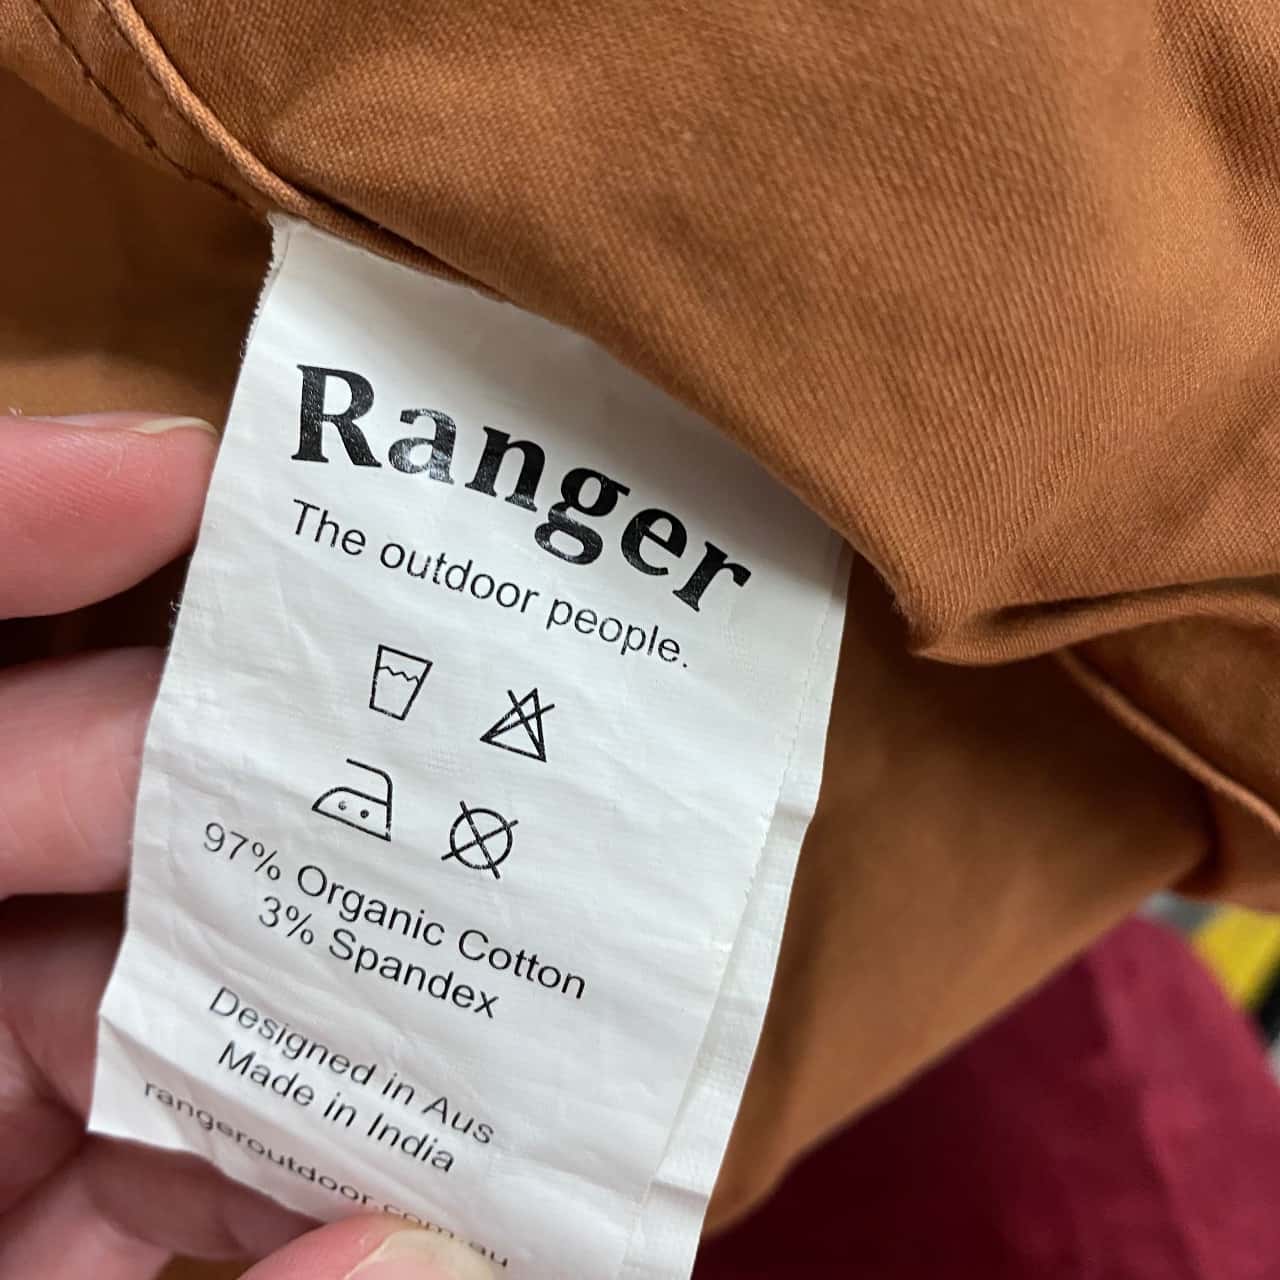 Ranger
The outdoor people.
97% Organic Cotton
3% Spandex
Designed in Aus
Made in India
rangeroutdoor.com.au